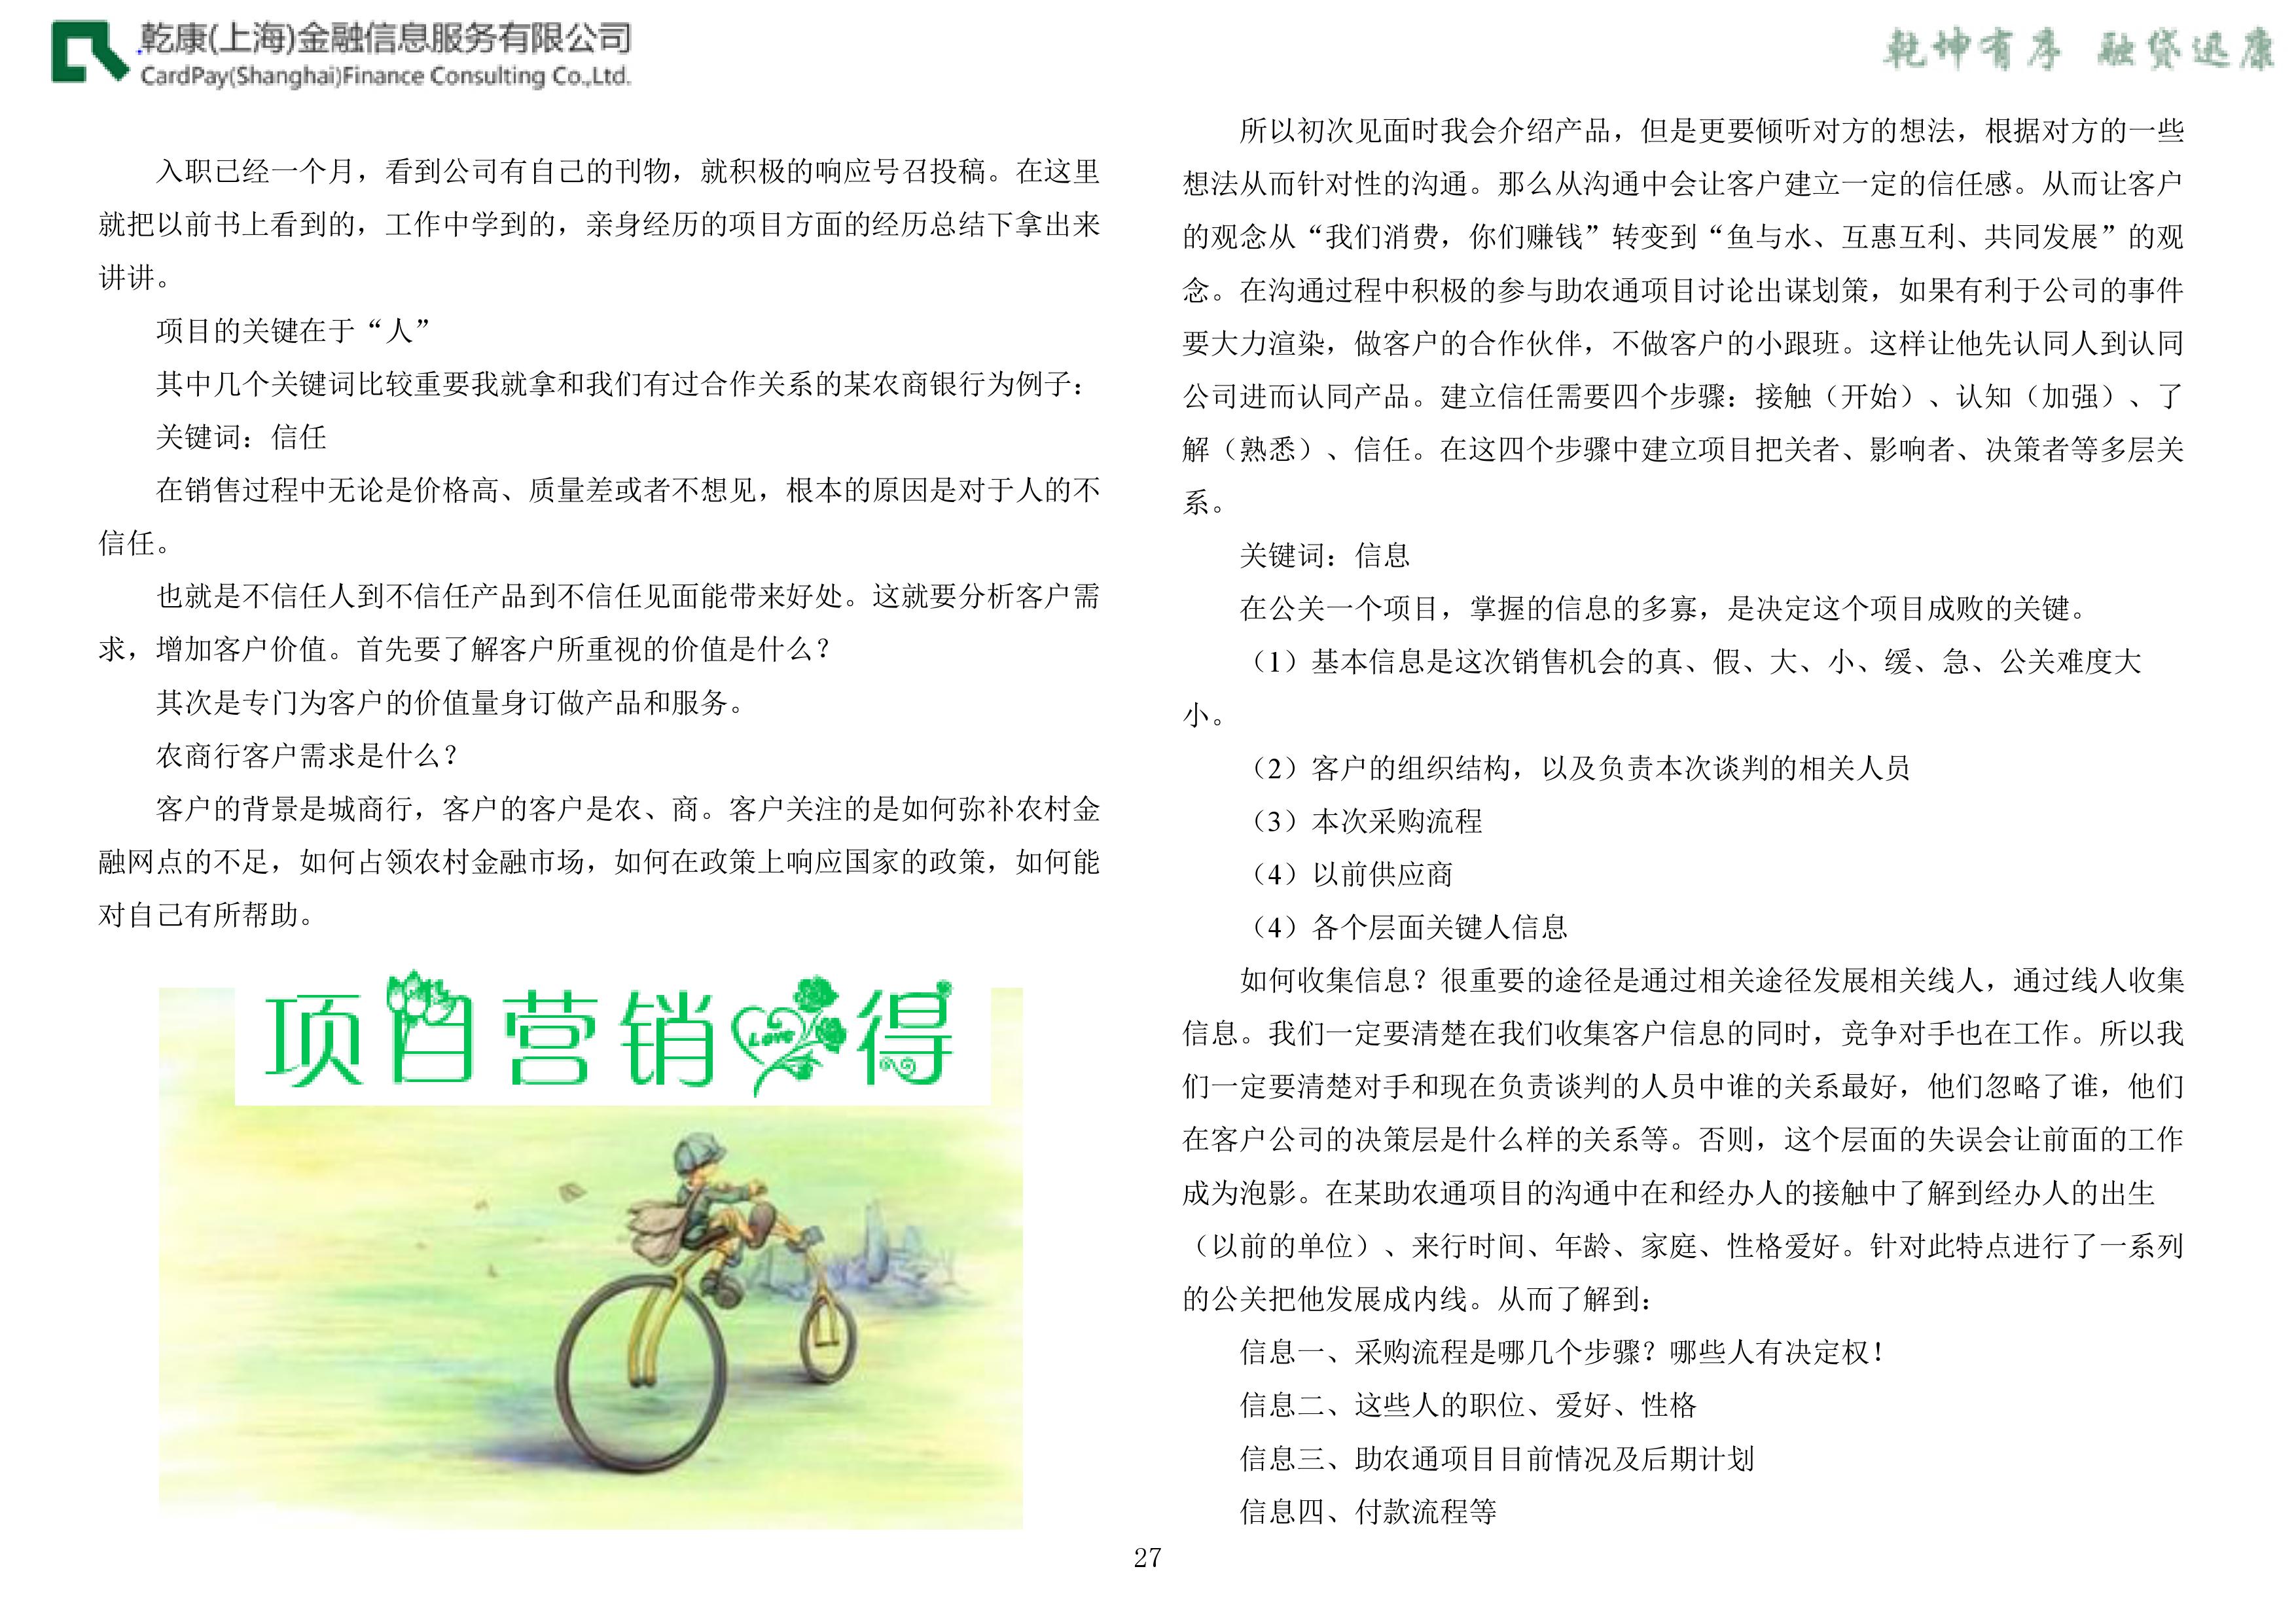 乾康(上海)金融信息服务有限公司
CardPay(Shanghai)Finance Consulting Co.,Ltd.
乾坤有序 融贷迅康
入职已经一个月，看到公司有自己的刊物，就积极的响应号召投稿。在这里
就把以前书上看到的，工作中学到的，亲身经历的项目方面的经历总结下拿出来
讲讲。
项目的关键在于“人”
其中几个关键词比较重要我就拿和我们有过合作关系的某农商银行为例子：
关键词：信任
在销售过程中无论是价格高、质量差或者不想见，根本的原因是对于人的不
信任。
也就是不信任人到不信任产品到不信任见面能带来好处。这就要分析客户需
求，增加客户价值。首先要了解客户所重视的价值是什么？
其次是专门为客户的价值量身订做产品和服务。
农商行客户需求是什么？
客户的背景是城商行，客户的客户是农、商。客户关注的是如何弥补农村金
融网点的不足，如何占领农村金融市场，如何在政策上响应国家的政策，如何能
对自己有所帮助。
项目营销心得
LOVE
所以初次见面时我会介绍产品，但是更要倾听对方的想法，根据对方的一些
想法从而针对性的沟通。那么从沟通中会让客户建立一定的信任感。从而让客户
的观念从“我们消费，你们赚钱”转变到“鱼与水、互惠互利、共同发展”的观
念。在沟通过程中积极的参与助农通项目讨论出谋划策，如果有利于公司的事件
要大力渲染，做客户的合作伙伴，不做客户的小跟班。这样让他先认同人到认同
公司进而认同产品。建立信任需要四个步骤：接触（开始）、认知（加强）、了
解（熟悉）、信任。在这四个步骤中建立项目把关者、影响者、决策者等多层关
系。
关键词：信息
在公关一个项目，掌握的信息的多寡，是决定这个项目成败的关键。
（1）基本信息是这次销售机会的真、假、大、小、缓、急、公关难度大
小。
（2）客户的组织结构，以及负责本次谈判的相关人员
（3）本次采购流程
（4）以前供应商
（4）各个层面关键人信息
如何收集信息？很重要的途径是通过相关途径发展相关线人，通过线人收集
信息。我们一定要清楚在我们收集客户信息的同时，竞争对手也在工作。所以我
们一定要清楚对手和现在负责谈判的人员中谁的关系最好，他们忽略了谁，他们
在客户公司的决策层是什么样的关系等。否则，这个层面的失误会让前面的工作
成为泡影。在某助农通项目的沟通中在和经办人的接触中了解到经办人的出生
（以前的单位）、来行时间、年龄、家庭、性格爱好。针对此特点进行了一系列
的公关把他发展成内线。从而了解到：
信息一、采购流程是哪几个步骤？哪些人有决定权！
信息二、这些人的职位、爱好、性格
信息三、助农通项目目前情况及后期计划
信息四、付款流程等
27